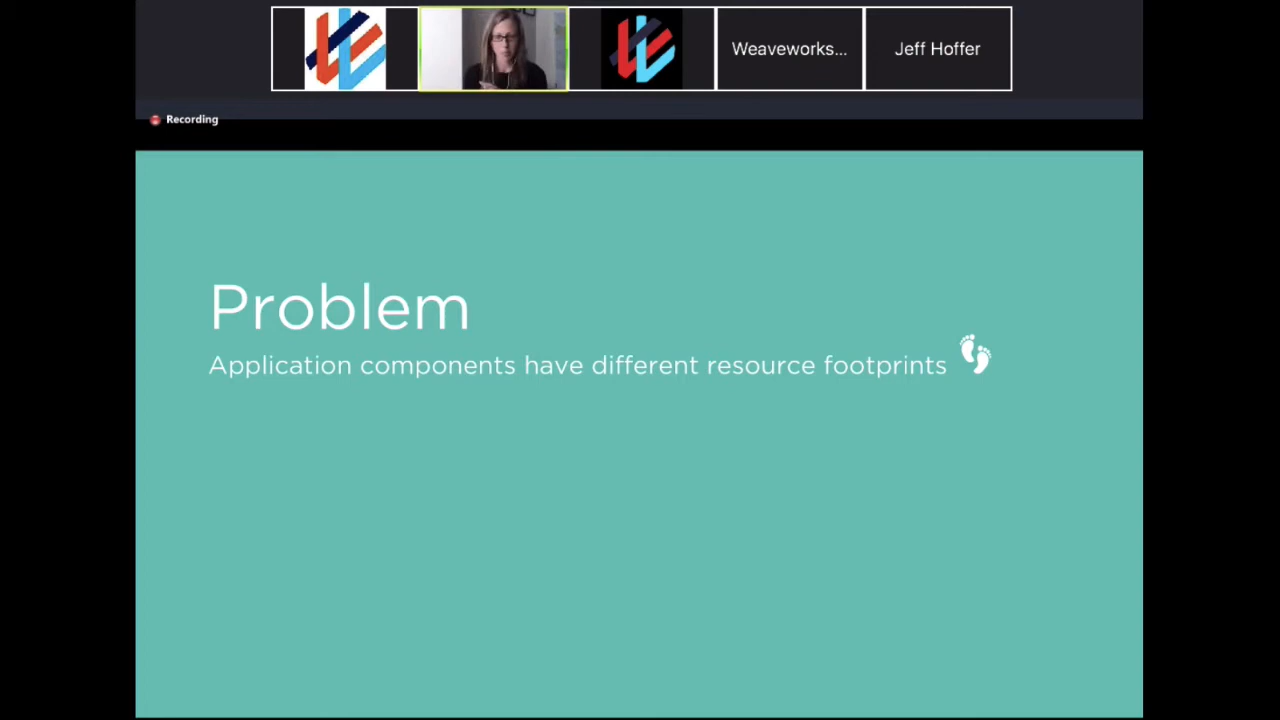 Weaveworks...
Jeff Hoffer
Recording
Problem
Application components have different resource footprints